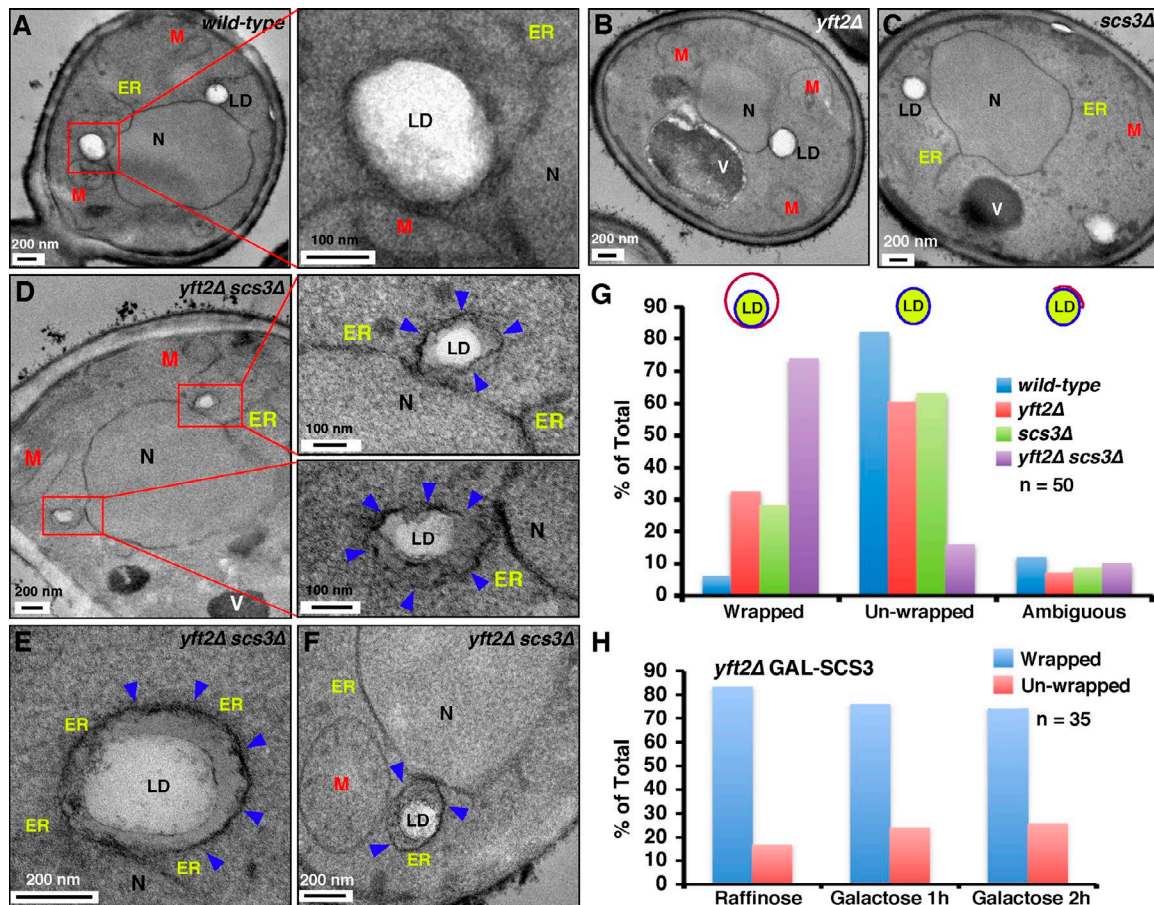 A wild-type
M
ER
LD
N
M
200 nm
ER
LD
N
M
100 nm
B yft2Δ
M
M
N
LD
V
M
200 nm
C scs3Δ
N
LD
ER
M
ER
V
200 nm
D yft2Δ scs3Δ
M
ER
N
M
V
200 nm
ER
LD
N
ER
100 nm
LD
N
ER
100 nm
E yft2Δ scs3Δ
ER
ER
LD
ER
ER
N
200 nm
F yft2Δ scs3Δ
ER
N
M
LD
ER
200 nm
G
LD
LD
LD
90
80
70
60
50
40
30
20
10
0
% of Total
wild-type
yft2Δ
scs3Δ
yft2Δ scs3Δ
n = 50
Wrapped
Un-wrapped
Ambiguous
H
yft2Δ GAL-SCS3
Wrapped
Un-wrapped
n = 35
90
80
70
60
50
40
30
20
10
0
% of Total
Raffinose
Galactose 1h
Galactose 2h